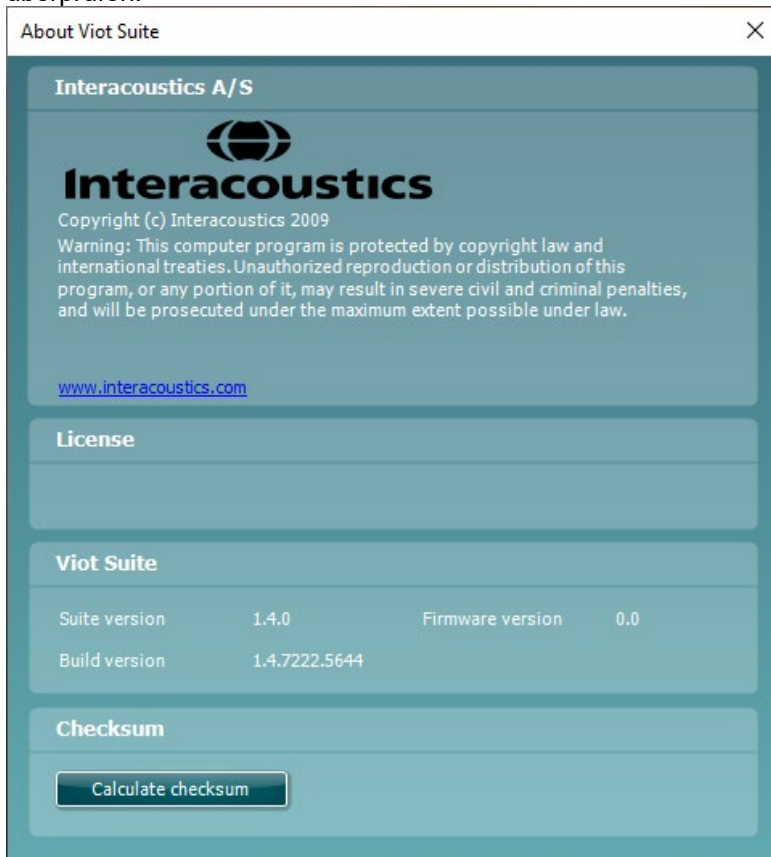 About Viot Suite
Interacoustics A/S
Interacoustics
Copyright (c) Interacoustics 2009
Warning: This computer program is protected by copyright law and
international treaties. Unauthorized reproduction or distribution of this
program, or any portion of it, may result in severe civil and criminal penalties,
and will be prosecuted under the maximum extent possible under law.
www.interacoustics.com
License
Viot Suite
Suite version 1.4.0 Firmware version 0.0
Build version 1.4.7222.5644
Checksum
Calculate checksum